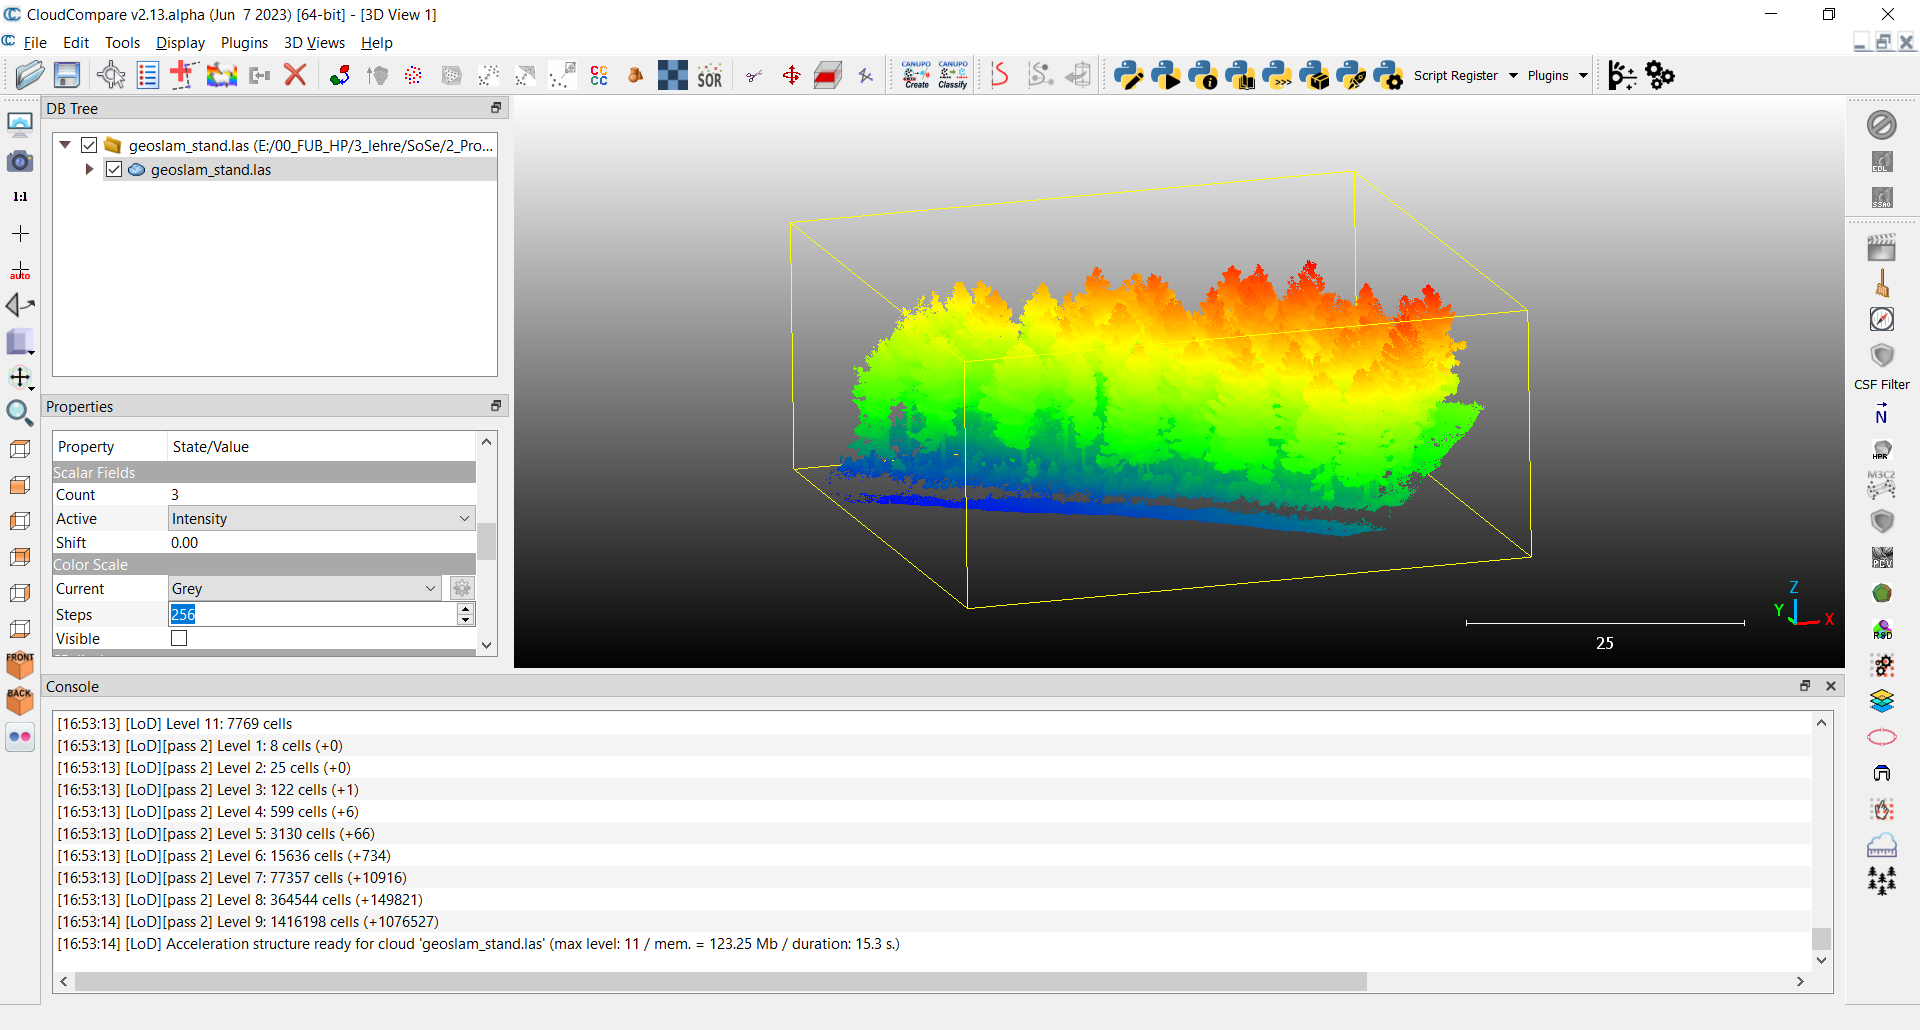 CloudCompare v2.13.alpha (Jun 7 2023) [64-bit] - [3D View 1]
File Edit Tools Display Plugins 3D Views Help
SOR
CANUPO Create
CANUPO Classify
Script Register
Plugins
DB Tree
geoslam_stand.las (E:/00_FUB_HP/3_lehre/SoSe/2_Pro...
geoslam_stand.las
1:1
auto
FRONT
BACK
Properties
Property State/Value
Scalar Fields
Count 3
Active Intensity
Shift 0.00
Color Scale
Current Grey
Steps 256
Visible
Z
Y
X
25
EDL
SSAO
CSF Filter
N
HPR
M3C2
PCV
RSD
Console
[16:53:13] [LoD] Level 11: 7769 cells
[16:53:13] [LoD][pass 2] Level 1: 8 cells (+0)
[16:53:13] [LoD][pass 2] Level 2: 25 cells (+0)
[16:53:13] [LoD][pass 2] Level 3: 122 cells (+1)
[16:53:13] [LoD][pass 2] Level 4: 599 cells (+6)
[16:53:13] [LoD][pass 2] Level 5: 3130 cells (+66)
[16:53:13] [LoD][pass 2] Level 6: 15636 cells (+734)
[16:53:13] [LoD][pass 2] Level 7: 77357 cells (+10916)
[16:53:13] [LoD][pass 2] Level 8: 364544 cells (+149821)
[16:53:14] [LoD][pass 2] Level 9: 1416198 cells (+1076527)
[16:53:14] [LoD] Acceleration structure ready for cloud 'geoslam_stand.las' (max level: 11 / mem. = 123.25 Mb / duration: 15.3 s.)